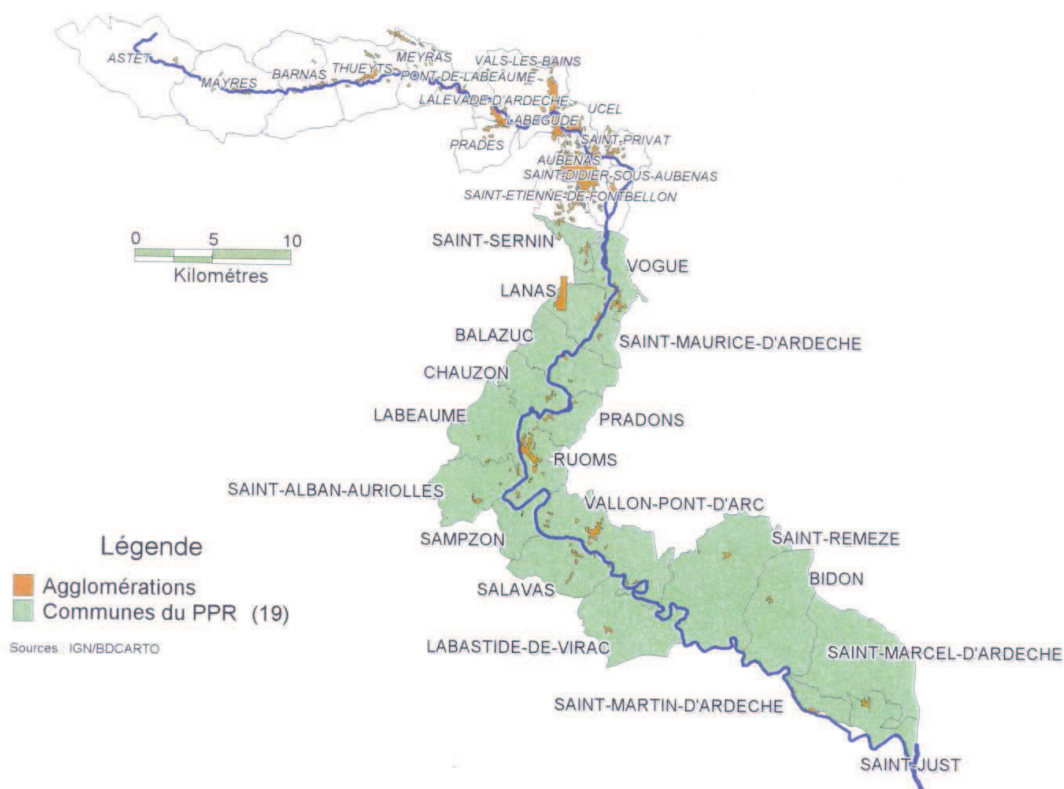 ASTET
MAYRES
BARNAS
THUEYTS
MEYRAS
PONT-DE-LABEAUME
VALS-LES-BAINS
LALEVADE-D'ARDECHE
UCEL
LABEGUDE
SAINT-PRIVAT
PRADES
AUBENAS
SAINT-DIDIER-SOUS-AUBENAS
SAINT-ETIENNE-DE-FONTBELLON
0 5 10
Kilométres
SAINT-SERNIN
VOGUE
LANAS
BALAZUC
SAINT-MAURICE-D'ARDECHE
CHAUZON
LABEAUME
PRADONS
RUOMS
SAINT-ALBAN-AURIOLLES
VALLON-PONT-D'ARC
SAMPZON
SAINT-REMEZE
BIDON
SALAVAS
LABASTIDE-DE-VIRAC
SAINT-MARCEL-D'ARDECHE
SAINT-MARTIN-D'ARDECHE
SAINT-JUST
Légende
Agglomérations
Communes du PPR (19)
Sources : IGN/BDCARTO